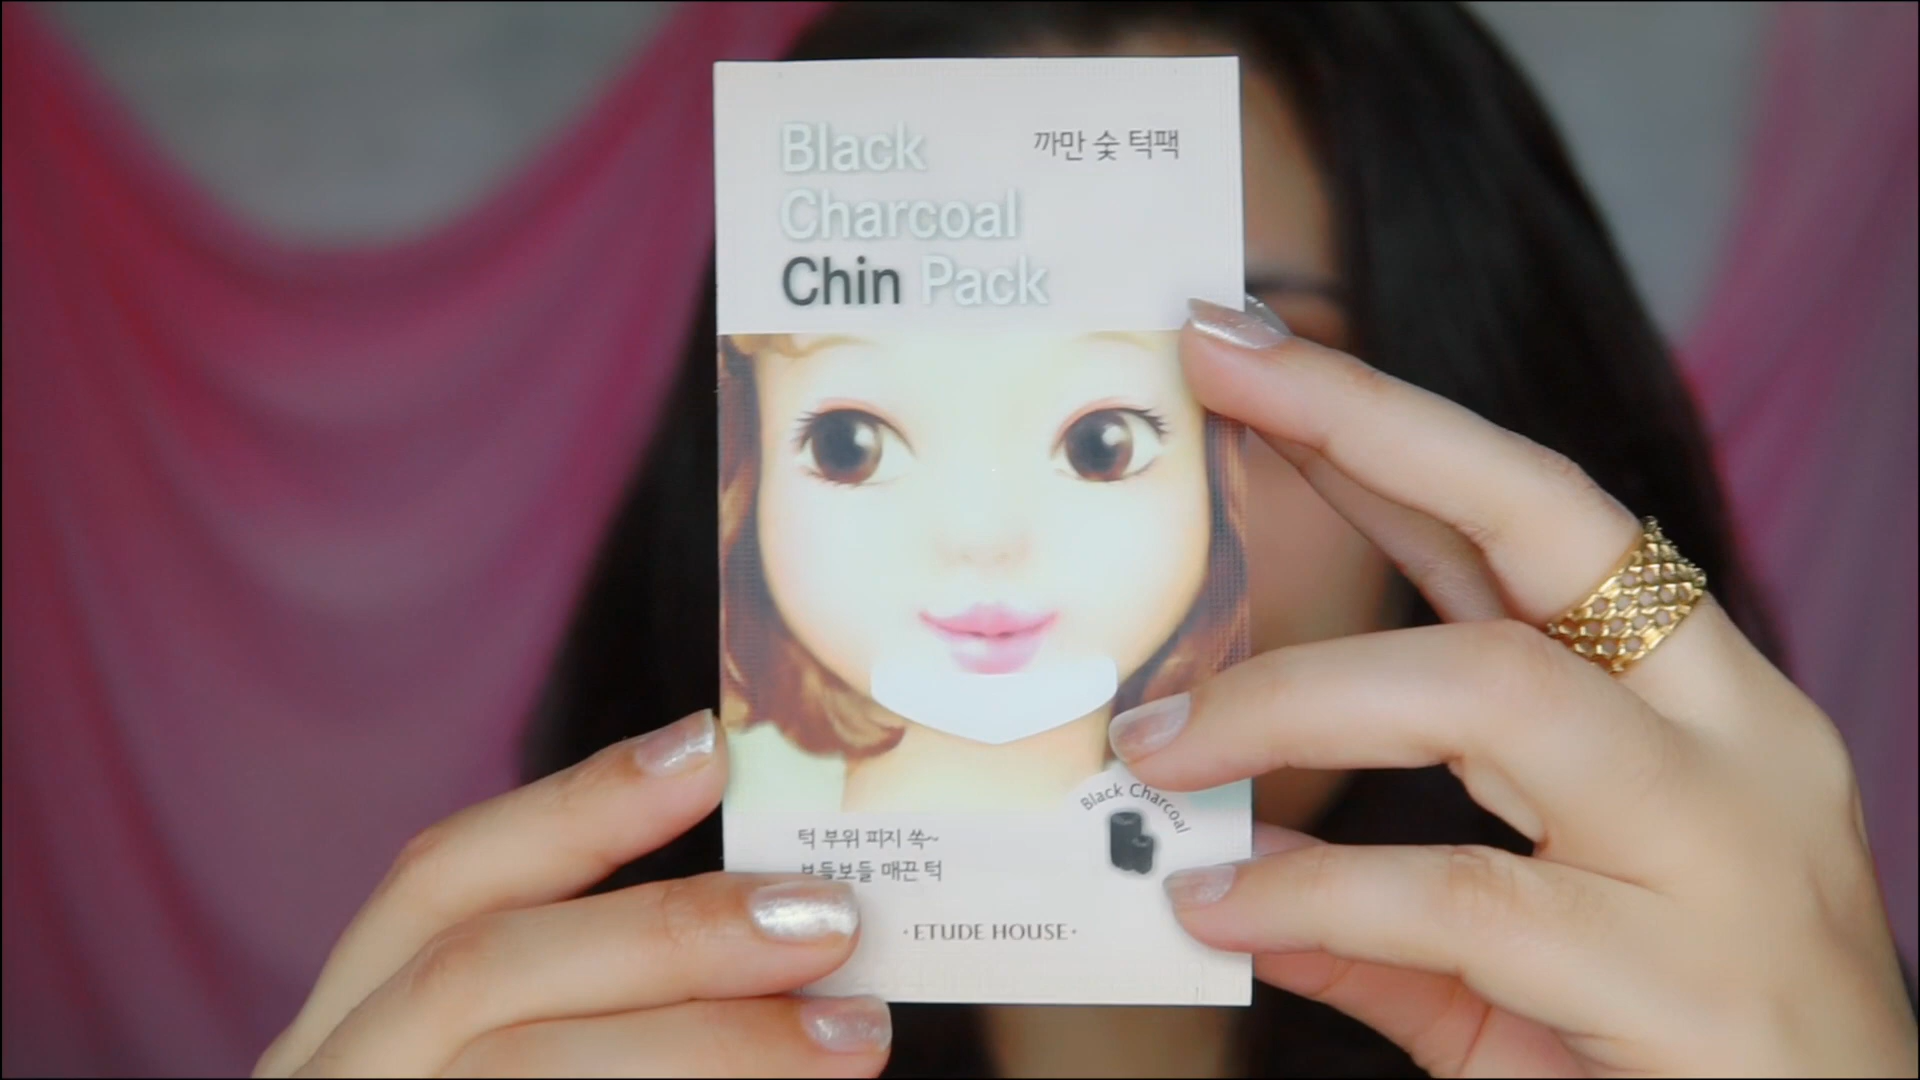 Black
Charcoal
Chin Pack
까만 숯 턱팩
턱 부위 피지 쏙~
보들보들 매끈 턱
Black Charcoal
·ETUDE HOUSE·